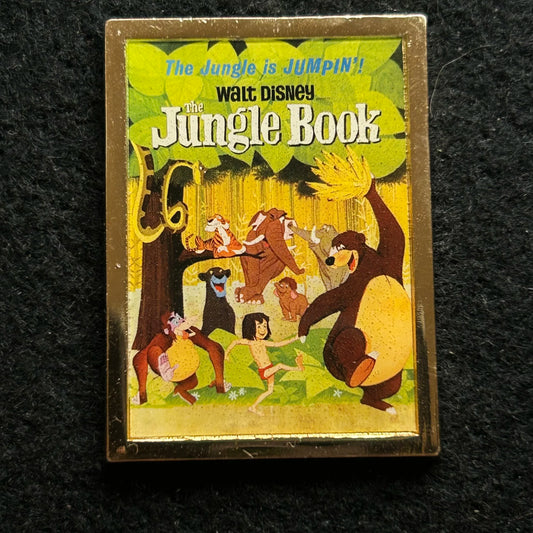 The Jungle is JUMPIN'!
WALT DISNEY
The
Jungle Book